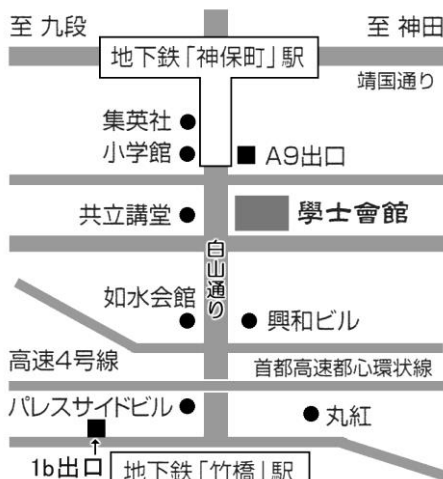 至 九段
至 神田
地下鉄「神保町」駅
靖国通り
集英社
小学館
A9出口
共立講堂
學士會館
白山通り
如水会館
興和ビル
高速4号線
首都高速都心環状線
パレスサイドビル
丸紅
1b出口
地下鉄「竹橋」駅